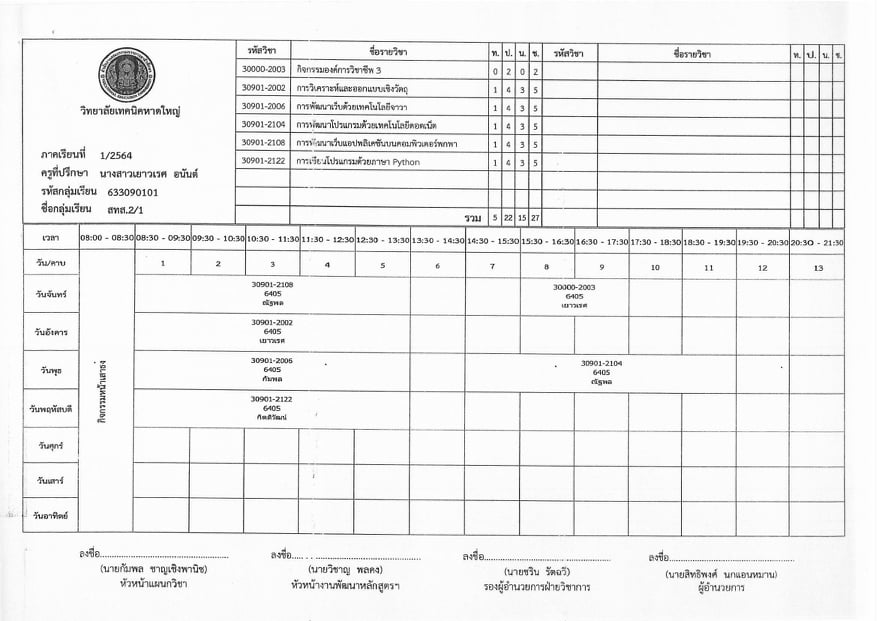 รหัสวิชา ชื่อรายวิชา ท. ป. น. ช. รหัสวิชา ชื่อรายวิชา ท. ป. น. ช.
30000-2003 กิจกรรมองค์การวิชาชีพ 3 0 2 0 2
30901-2002 การวิเคราะห์และออกแบบเชิงวัตถุ 1 4 3 5
30901-2006 การพัฒนาเว็บด้วยเทคโนโลยีจาวา 1 4 3 5
30901-2104 การพัฒนาโปรแกรมด้วยเทคโนโลยีดอตเน็ต 1 4 3 5
30901-2108 การพัฒนาเว็บแอปพลิเคชันบนคอมพิวเตอร์พกพา 1 4 3 5
30901-2122 การเขียนโปรแกรมด้วยภาษา Python 1 4 3 5
รวม 5 22 15 27
วิทยาลัยเทคนิคหาดใหญ่
ภาคเรียนที่ 1/2564
ครูที่ปรึกษา นางสาวเยาวเรศ อนันต์
รหัสกลุ่มเรียน 633090101
ชื่อกลุ่มเรียน สทส.2/1
เวลา 08:00 - 08:30 08:30 - 09:30 09:30 - 10:30 10:30 - 11:30 11:30 - 12:30 12:30 - 13:30 13:30 - 14:30 14:30 - 15:30 15:30 - 16:30 16:30 - 17:30 17:30 - 18:30 18:30 - 19:30 19:30 - 20:30 20:30 - 21:30
วัน/คาบ 1 2 3 4 5 6 7 8 9 10 11 12 13
กิจกรรมหน้าเสาธง
วันจันทร์
30901-2108
6405
ณัฐพล
30000-2003
6405
เยาวเรศ
วันอังคาร
30901-2002
6405
เยาวเรศ
วันพุธ
30901-2006
6405
กัมพล
30901-2104
6405
ณัฐพล
วันพฤหัสบดี
30901-2122
6405
กิตติวัฒน์
วันศุกร์
วันเสาร์
วันอาทิตย์
ลงชื่อ ลงชื่อ ลงชื่อ ลงชื่อ
(นายกัมพล ชาญเชิงพานิช) (นายวิชาญ พลคง) (นายชริน รัตฉวี) (นายสิทธิพงศ์ นกแอนหมาน)
หัวหน้าแผนกวิชา หัวหน้างานพัฒนาหลักสูตรฯ รองผู้อำนวยการฝ่ายวิชาการ ผู้อำนวยการ